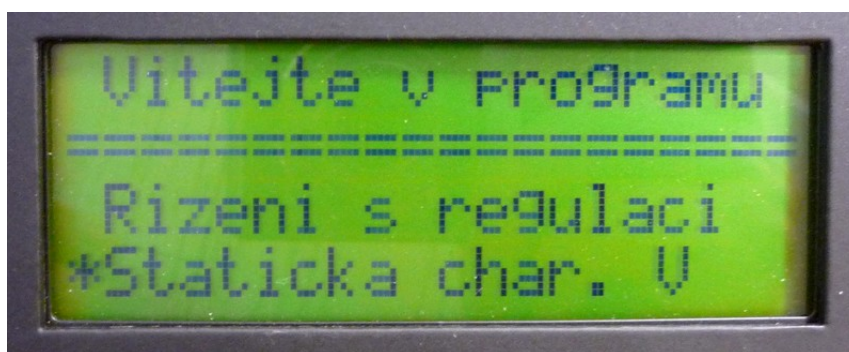 Vitejte v programu
====================
Rizeni s regulaci
*Staticka char. V